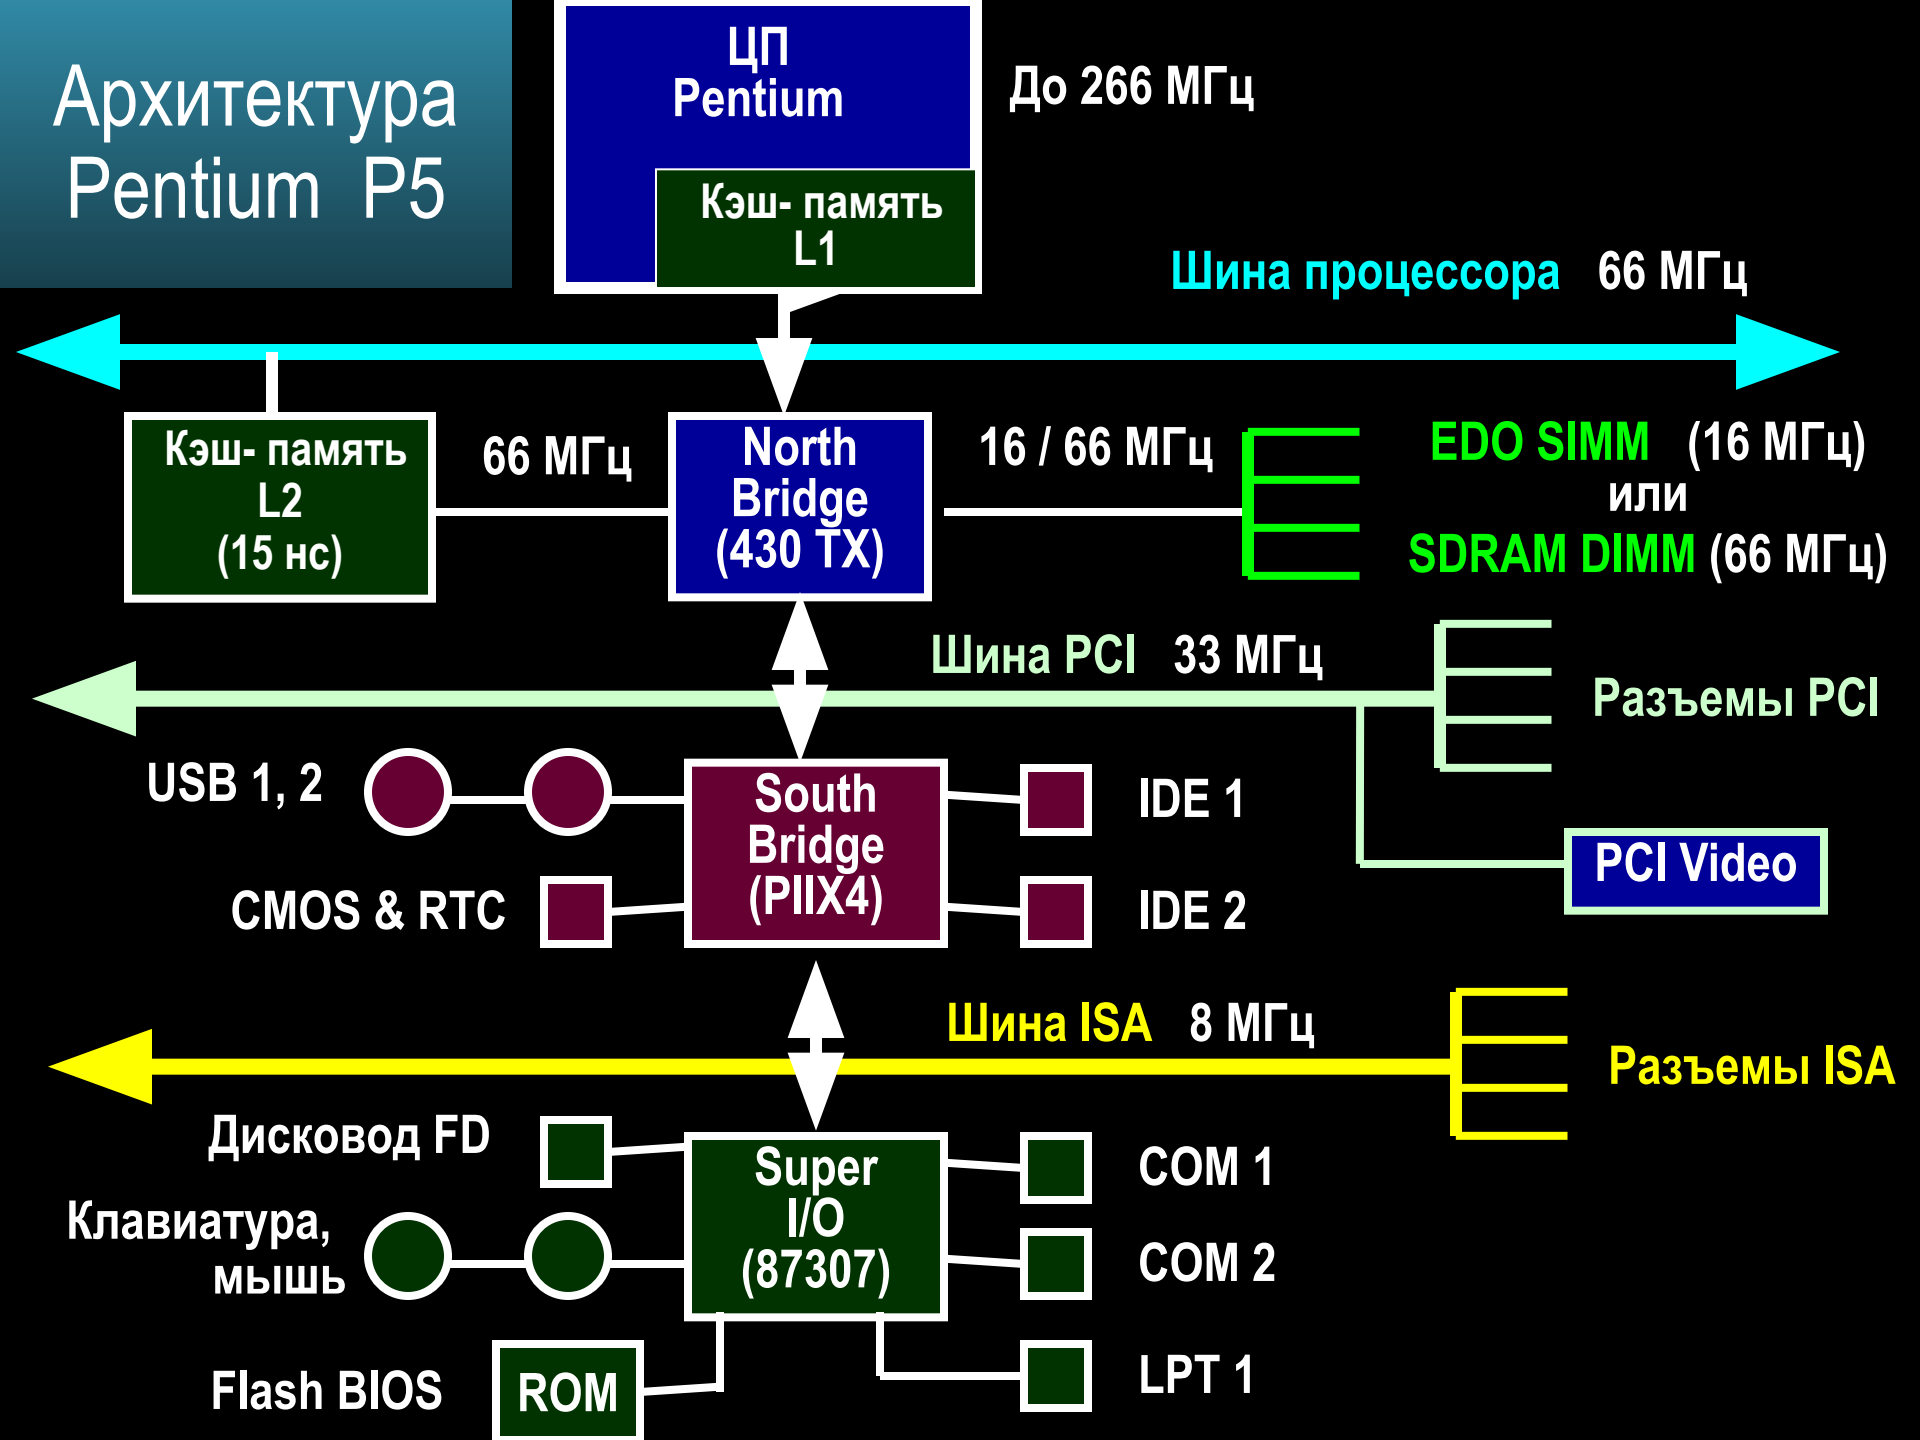 Архитектура
Pentium P5
ЦП
Pentium
До 266 МГц
Кэш- память
L1
Шина процессора 66 МГц
Кэш- память
L2
(15 нс)
66 МГц
North
Bridge
(430 TX)
16 / 66 МГц
EDO SIMM (16 МГц)
или
SDRAM DIMM (66 МГц)
Шина PCI 33 МГц
Разъемы PCI
USB 1, 2
South
Bridge
(PIIX4)
IDE 1
PCI Video
CMOS & RTC
IDE 2
Шина ISA 8 МГц
Разъемы ISA
Дисковод FD
Super
I/O
(87307)
COM 1
Клавиатура,
мышь
COM 2
Flash BIOS
ROM
LPT 1